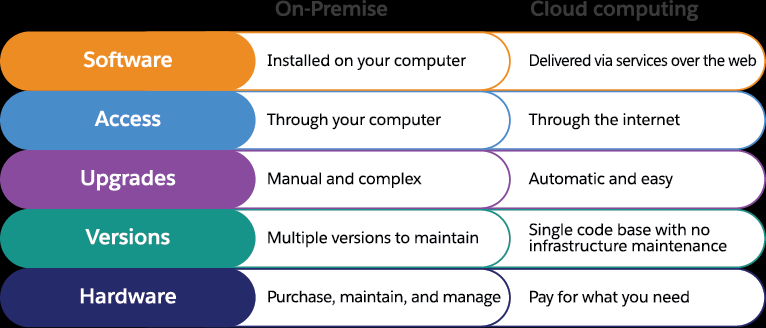 On-Premise Cloud computing
Software Installed on your computer Delivered via services over the web
Access Through your computer Through the internet
Upgrades Manual and complex Automatic and easy
Versions Multiple versions to maintain Single code base with no
infrastructure maintenance
Hardware Purchase, maintain, and manage Pay for what you need